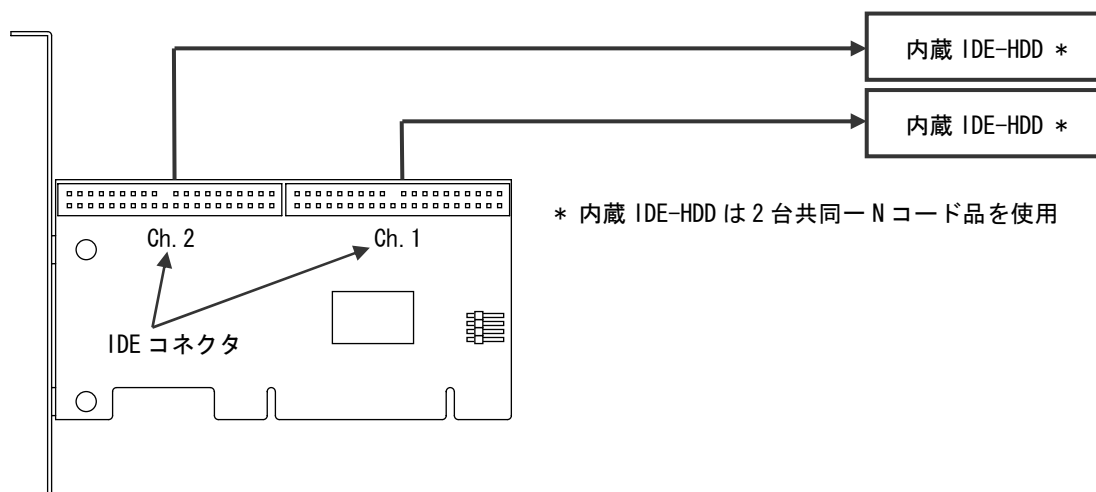 内蔵 IDE-HDD *
内蔵 IDE-HDD *
* 内蔵 IDE-HDD は 2 台共同一 N コード品を使用
Ch. 2
Ch. 1
IDE コネクタ